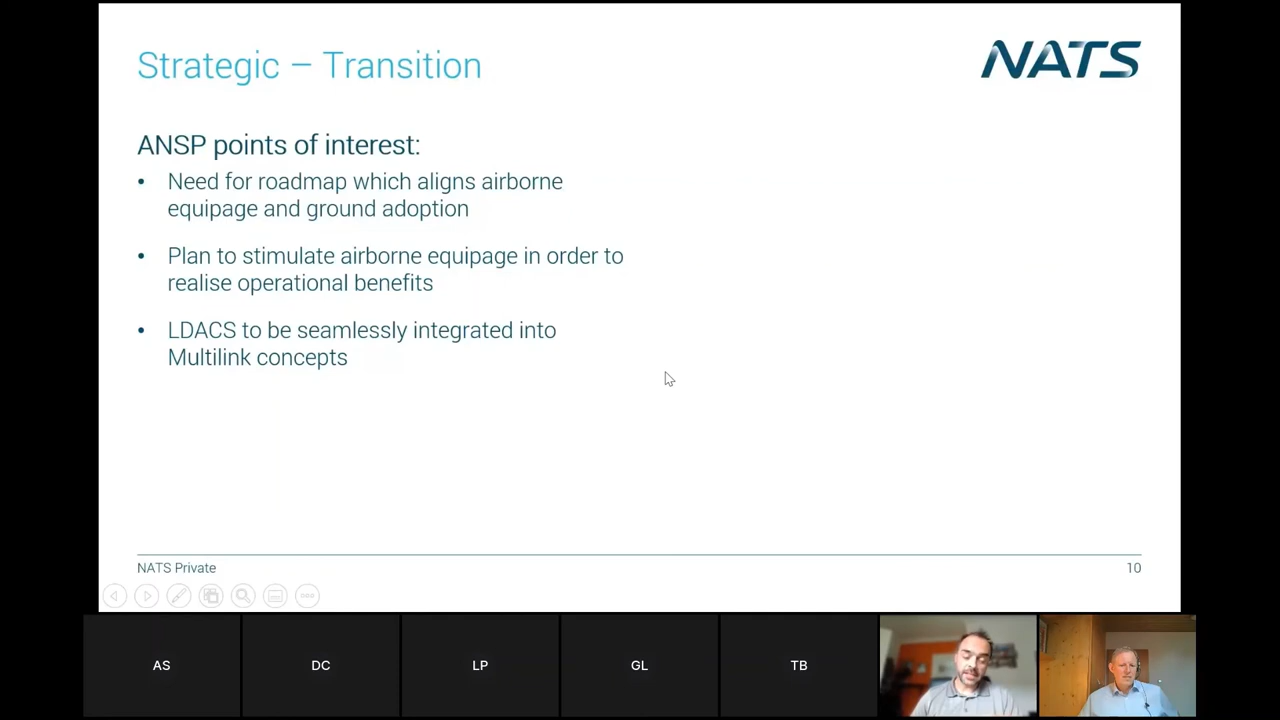 Strategic – Transition
NATS
ANSP points of interest:
• Need for roadmap which aligns airborne
equipage and ground adoption
• Plan to stimulate airborne equipage in order to
realise operational benefits
• LDACS to be seamlessly integrated into
Multilink concepts
NATS Private
10
AS
DC
LP
GL
TB